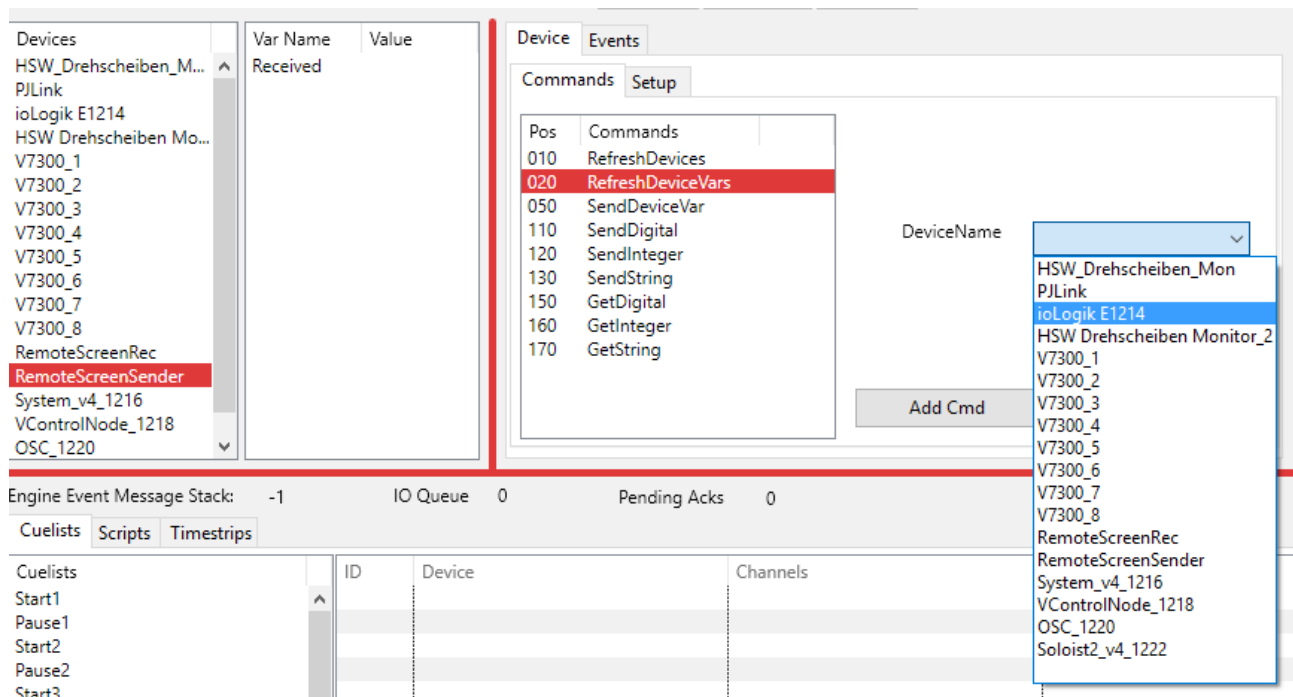 Devices
HSW_Drehscheiben_M...
PJLink
ioLogik E1214
HSW Drehscheiben Mo...
V7300_1
V7300_2
V7300_3
V7300_4
V7300_5
V7300_6
V7300_7
V7300_8
RemoteScreenRec
RemoteScreenSender
System_v4_1216
VControlNode_1218
OSC_1220
Var Name Value
Received
Device Events
Commands Setup
Pos Commands
010 RefreshDevices
020 RefreshDeviceVars
050 SendDeviceVar
110 SendDigital
120 SendInteger
130 SendString
150 GetDigital
160 GetInteger
170 GetString
DeviceName
Add Cmd
HSW_Drehscheiben_Mon
PJLink
ioLogik E1214
HSW Drehscheiben Monitor_2
V7300_1
V7300_2
V7300_3
V7300_4
V7300_5
V7300_6
V7300_7
V7300_8
RemoteScreenRec
RemoteScreenSender
System_v4_1216
VControlNode_1218
OSC_1220
Soloist2_v4_1222
Engine Event Message Stack: -1 IO Queue 0 Pending Acks 0
Cuelists Scripts Timestrips
Cuelists
Start1
Pause1
Start2
Pause2
Start3
ID Device Channels